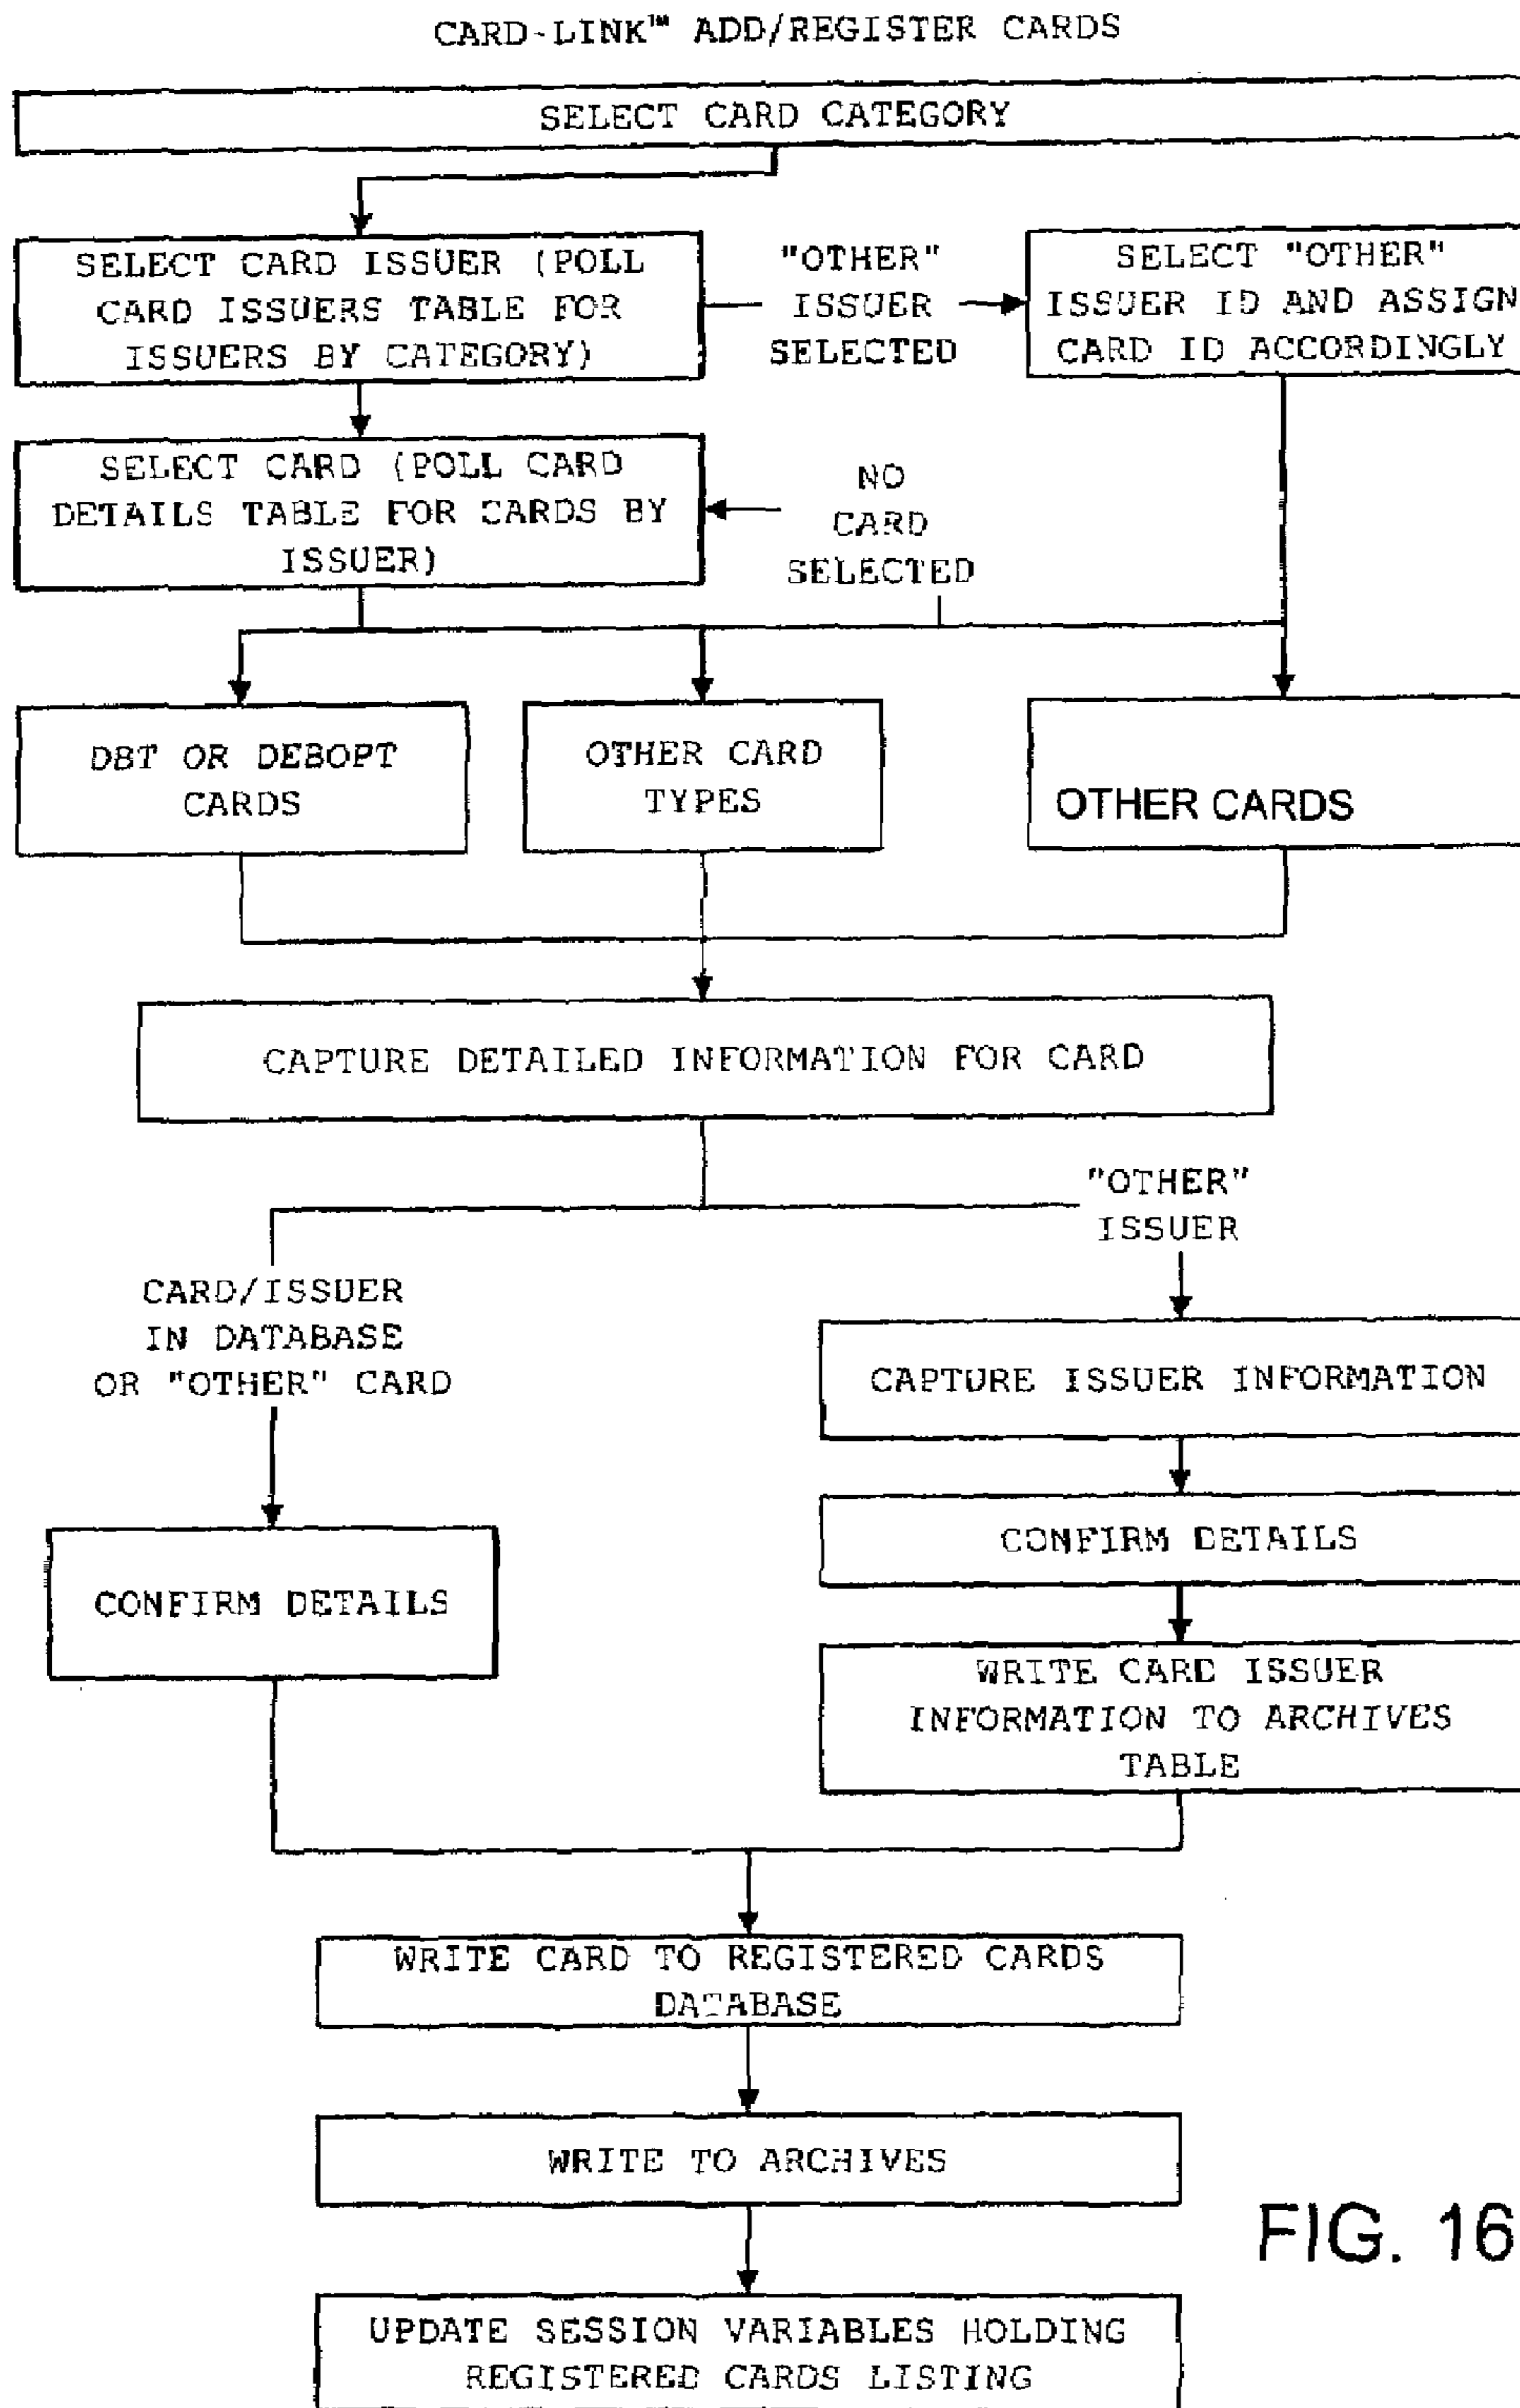 CARD-LINK™ ADD/REGISTER CARDS
SELECT CARD CATEGORY
SELECT CARD ISSUER (POLL
CARD ISSUERS TABLE FOR
ISSUERS BY CATEGORY)
"OTHER"
ISSUER
SELECTED
SELECT "OTHER"
ISSUER ID AND ASSIGN
CARD ID ACCORDINGLY
SELECT CARD (POLL CARD
DETAILS TABLE FOR CARDS BY
ISSUER)
NO
CARD
SELECTED
DBT OR DEBOPT
CARDS
OTHER CARD
TYPES
OTHER CARDS
CAPTURE DETAILED INFORMATION FOR CARD
"OTHER"
ISSUER
CARD/ISSUER
IN DATABASE
OR "OTHER" CARD
CAPTURE ISSUER INFORMATION
CONFIRM DETAILS
CONFIRM DETAILS
WRITE CARD ISSUER
INFORMATION TO ARCHIVES
TABLE
WRITE CARD TO REGISTERED CARDS
DATABASE
WRITE TO ARCHIVES
FIG. 16
UPDATE SESSION VARIABLES HOLDING
REGISTERED CARDS LISTING